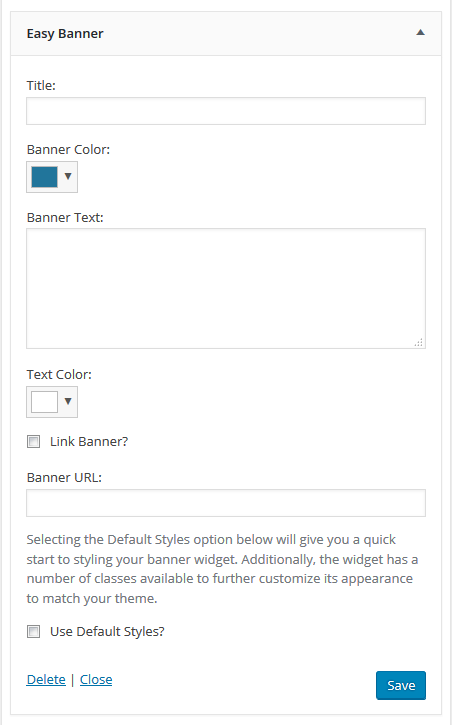 Easy Banner
Title:
Banner Color:
Banner Text:
Text Color:
Link Banner?
Banner URL:
Selecting the Default Styles option below will give you a quick
start to styling your banner widget. Additionally, the widget has a
number of classes available to further customize its appearance
to match your theme.
Use Default Styles?
Delete | Close
Save